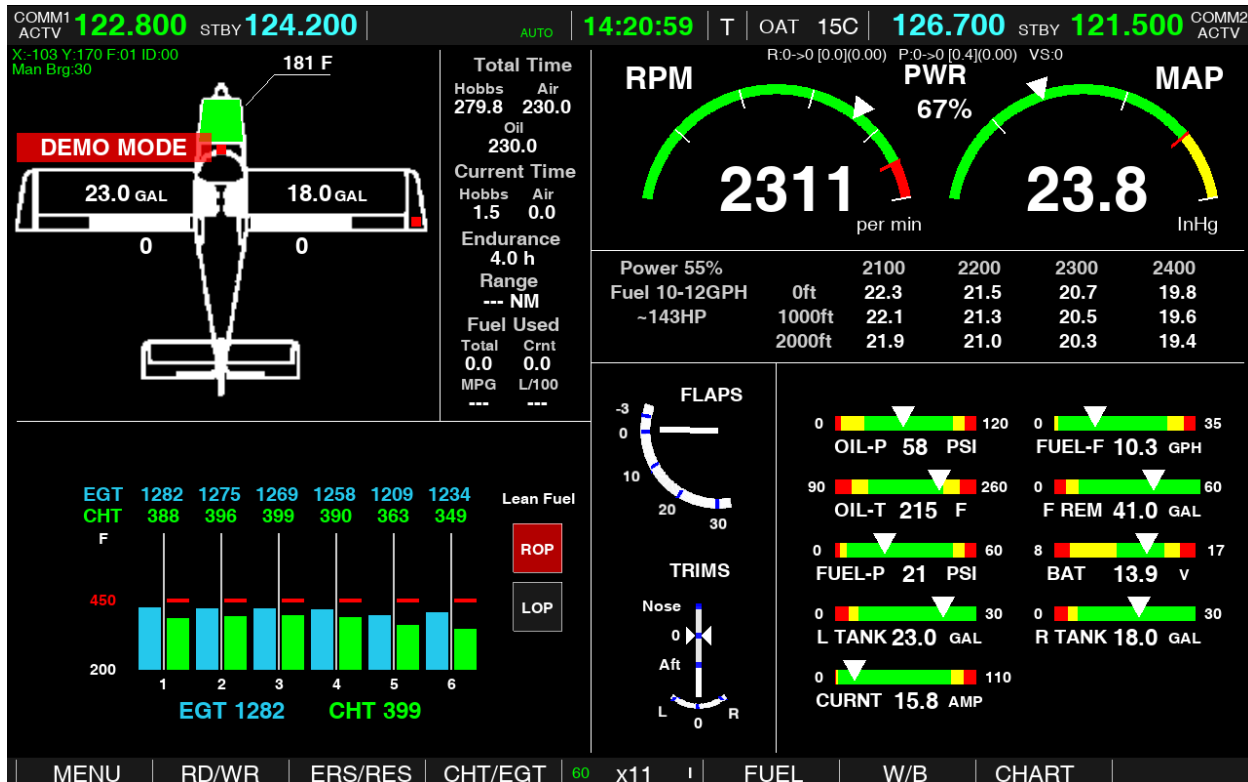 COMM1 ACTV 122.800 STBY 124.200 AUTO 14:20:59 T OAT 15C 126.700 STBY 121.500 COMM2 ACTV
X:-103 Y:170 F:01 ID:00
Man Brg:30
181 F
DEMO MODE
23.0 GAL 18.0 GAL
0 0
Total Time
Hobbs Air
279.8 230.0
Oil
230.0
Current Time
Hobbs Air
1.5 0.0
Endurance
4.0 h
Range
--- NM
Fuel Used
Total Crnt
0.0 0.0
MPG L/100
--- ---
R:0->0 [0.0](0.00) P:0->0 [0.4](0.00) VS:0
RPM PWR MAP
67%
2311 23.8
per min InHg
Power 55% 2100 2200 2300 2400
Fuel 10-12GPH 0ft 22.3 21.5 20.7 19.8
~143HP 1000ft 22.1 21.3 20.5 19.6
2000ft 21.9 21.0 20.3 19.4
EGT 1282 1275 1269 1258 1209 1234
CHT 388 396 399 390 363 349
F
450
200
1 2 3 4 5 6
EGT 1282 CHT 399
Lean Fuel
ROP
LOP
FLAPS
-3
0
10
20
30
TRIMS
Nose
0
Aft
L 0 R
0 120
OIL-P 58 PSI
0 35
FUEL-F 10.3 GPH
90 260
OIL-T 215 F
0 60
F REM 41.0 GAL
0 60
FUEL-P 21 PSI
8 17
BAT 13.9 V
0 30
L TANK 23.0 GAL
0 30
R TANK 18.0 GAL
0 110
CURNT 15.8 AMP
MENU RD/WR ERS/RES CHT/EGT 60 x11 I FUEL W/B CHART